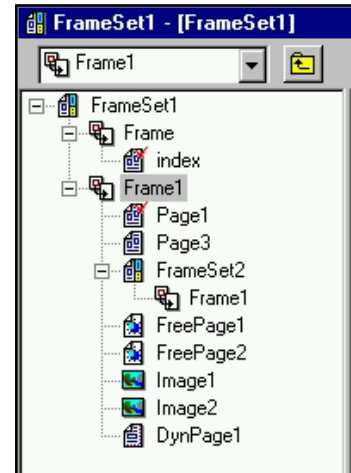 FrameSet1 - [FrameSet1]
Frame1
FrameSet1
Frame
index
Frame1
Page1
Page3
FrameSet2
Frame1
FreePage1
FreePage2
Image1
Image2
DynPage1